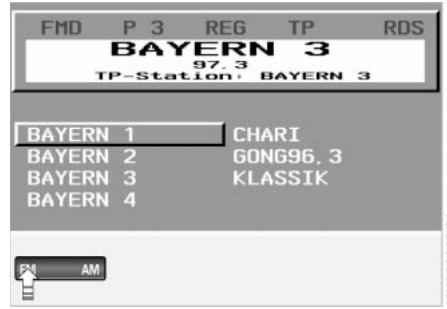 FMD P 3 REG TP RDS
BAYERN 3
97.3
TP-Station: BAYERN 3
BAYERN 1 CHARI
BAYERN 2 GONG96,3
BAYERN 3 KLASSIK
BAYERN 4
FM AM